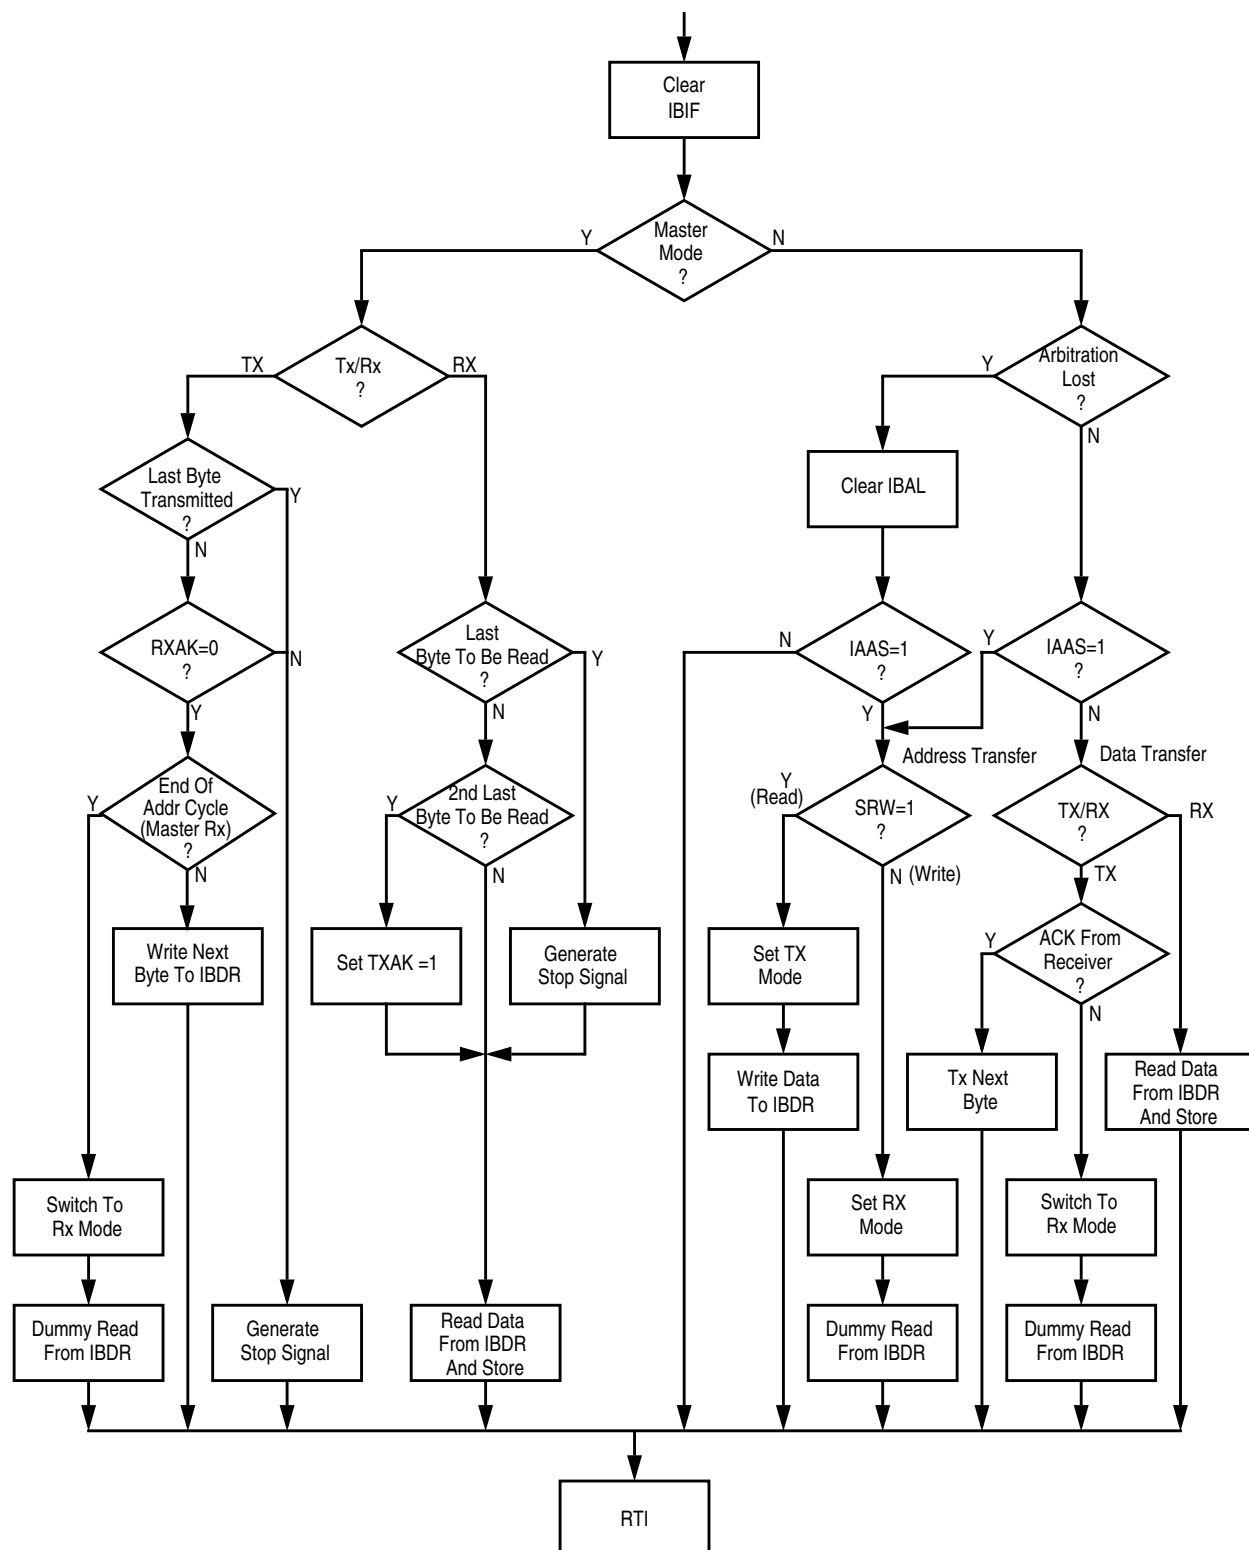 Clear
IBIF
Master
Mode
?
Y
N
Tx/Rx
?
TX
RX
Arbitration
Lost
?
Y
N
Last Byte
Transmitted
?
Y
N
Clear IBAL
RXAK=0
?
N
Y
Last
Byte To Be Read
?
Y
N
IAAS=1
?
N
Y
IAAS=1
?
Y
N
Address Transfer
Data Transfer
End Of
Addr Cycle
(Master Rx)
?
Y
N
2nd Last
Byte To Be Read
?
Y
N
SRW=1
?
Y
(Read)
N (Write)
TX/RX
?
RX
TX
Write Next
Byte To IBDR
Set TXAK =1
Generate
Stop Signal
Set TX
Mode
ACK From
Receiver
?
Y
N
Write Data
To IBDR
Tx Next
Byte
Read Data
From IBDR
And Store
Switch To
Rx Mode
Set RX
Mode
Switch To
Rx Mode
Dummy Read
From IBDR
Generate
Stop Signal
Read Data
From IBDR
And Store
Dummy Read
From IBDR
Dummy Read
From IBDR
RTI